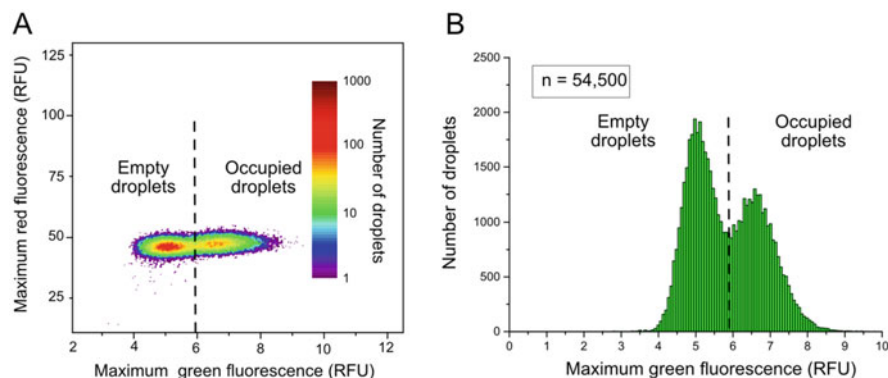 A
Maximum red fluorescence (RFU)
125
100
75
50
25
Empty
droplets
Occupied
droplets
1000
100
10
1
Number of droplets
2
4
6
8
10
12
Maximum green fluorescence (RFU)
B
Number of droplets
2500
2000
1500
1000
500
0
n = 54,500
Empty
droplets
Occupied
droplets
0
1
2
3
4
5
6
7
8
9
10
Maximum green fluorescence (RFU)